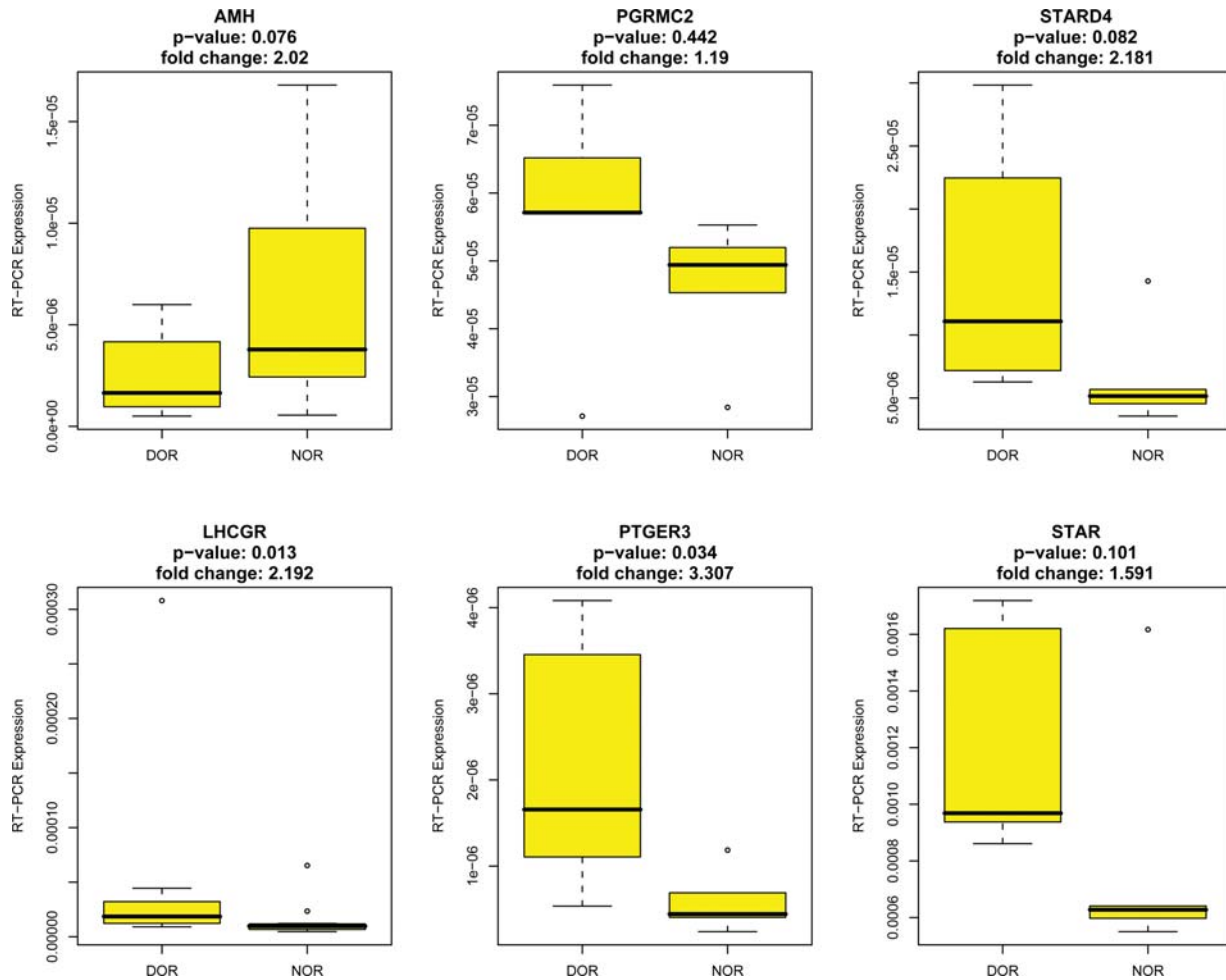 AMH
p-value: 0.076
fold change: 2.02
RT-PCR Expression
1.5e-05
1.0e-05
5.0e-06
0.0e+00
DOR NOR
PGRMC2
p-value: 0.442
fold change: 1.19
RT-PCR Expression
7e-05
6e-05
5e-05
4e-05
3e-05
DOR NOR
STARD4
p-value: 0.082
fold change: 2.181
RT-PCR Expression
2.5e-05
1.5e-05
5.0e-06
DOR NOR
LHCGR
p-value: 0.013
fold change: 2.192
RT-PCR Expression
0.00030
0.00020
0.00010
0.00000
DOR NOR
PTGER3
p-value: 0.034
fold change: 3.307
RT-PCR Expression
4e-06
3e-06
2e-06
1e-06
DOR NOR
STAR
p-value: 0.101
fold change: 1.591
RT-PCR Expression
0.0016
0.0014
0.0012
0.0010
0.0008
0.0006
DOR NOR